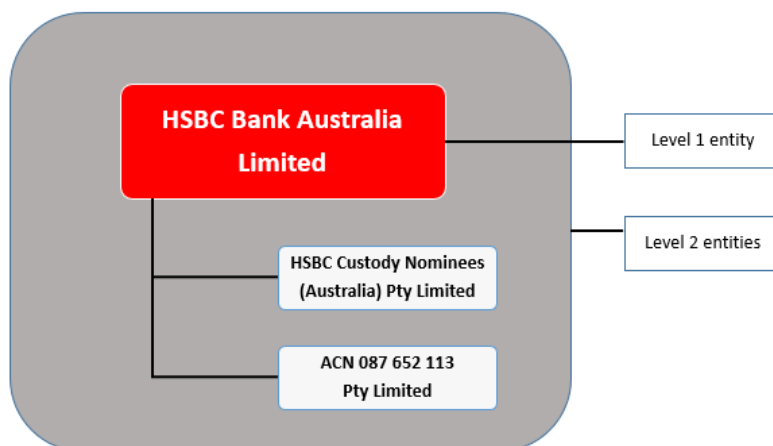 HSBC Bank Australia
Limited
Level 1 entity
Level 2 entities
HSBC Custody Nominees
(Australia) Pty Limited
ACN 087 652 113
Pty Limited